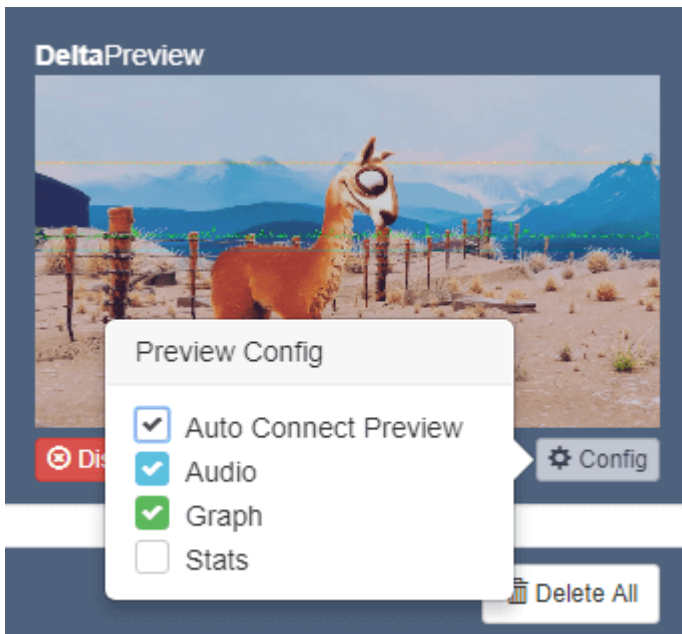 DeltaPreview
Preview Config
Auto Connect Preview
Audio
Graph
Stats
Config
Delete All